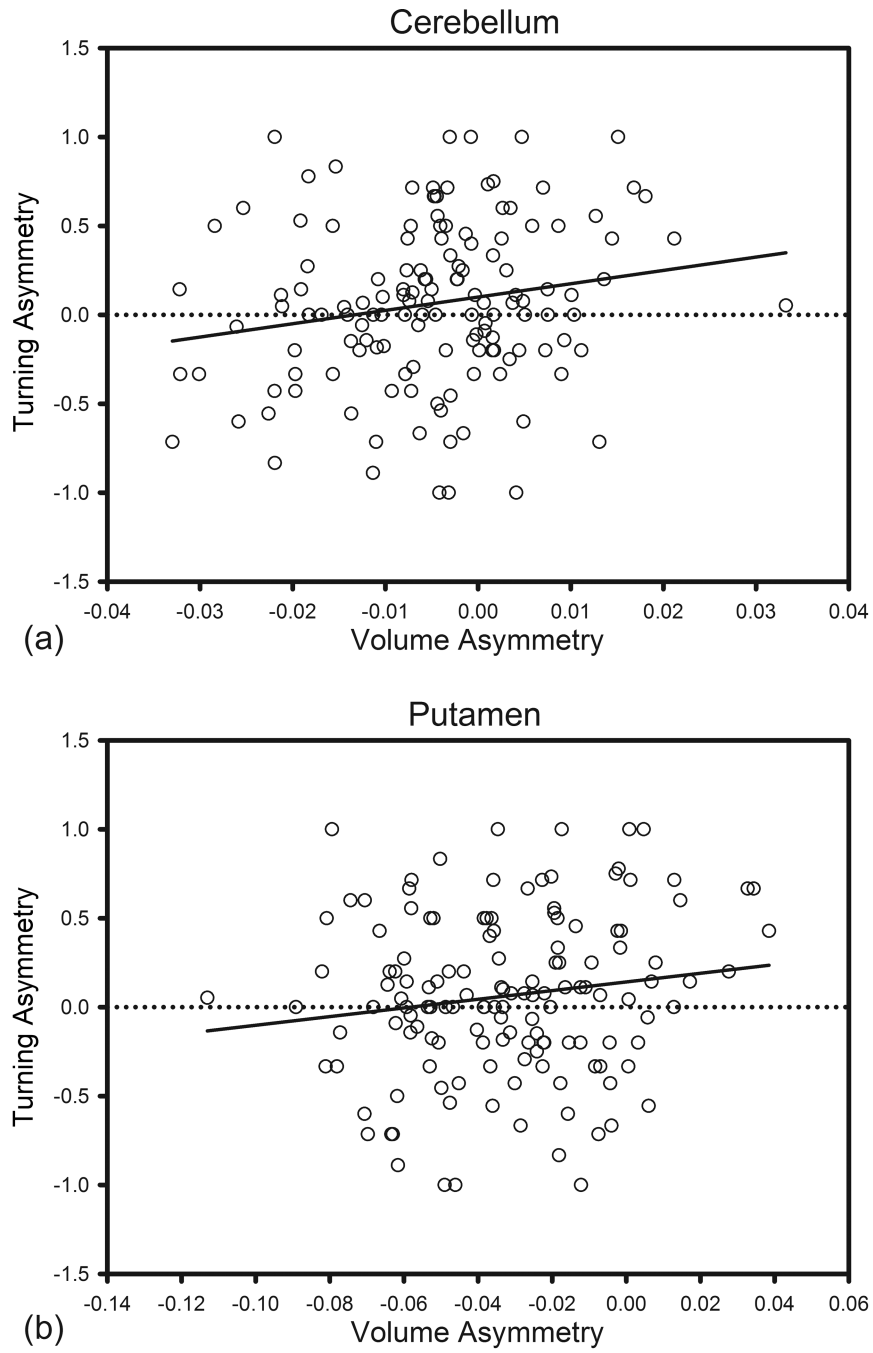 Cerebellum
1.5
1.0
0.5
0.0
-0.5
-1.0
-1.5
Turning Asymmetry
-0.04 -0.03 -0.02 -0.01 0.00 0.01 0.02 0.03 0.04
(a) Volume Asymmetry
Putamen
1.5
1.0
0.5
0.0
-0.5
-1.0
-1.5
Turning Asymmetry
-0.14 -0.12 -0.10 -0.08 -0.06 -0.04 -0.02 0.00 0.02 0.04 0.06
(b) Volume Asymmetry